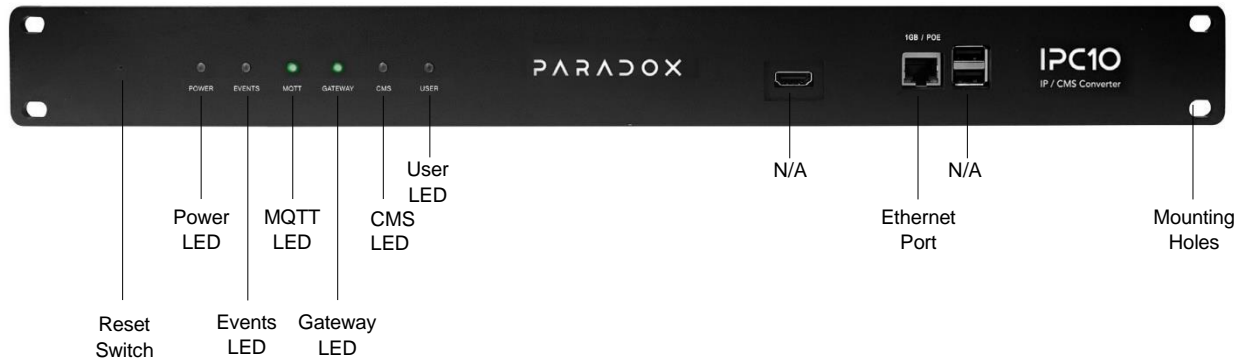 1GB / POE
PARADOX
IPC10
IP / CMS Converter
POWER EVENTS MQTT GATEWAY CMS USER
User
LED
N/A
N/A
Power
LED
MQTT
LED
CMS
LED
Ethernet
Port
Mounting
Holes
Reset
Switch
Events
LED
Gateway
LED